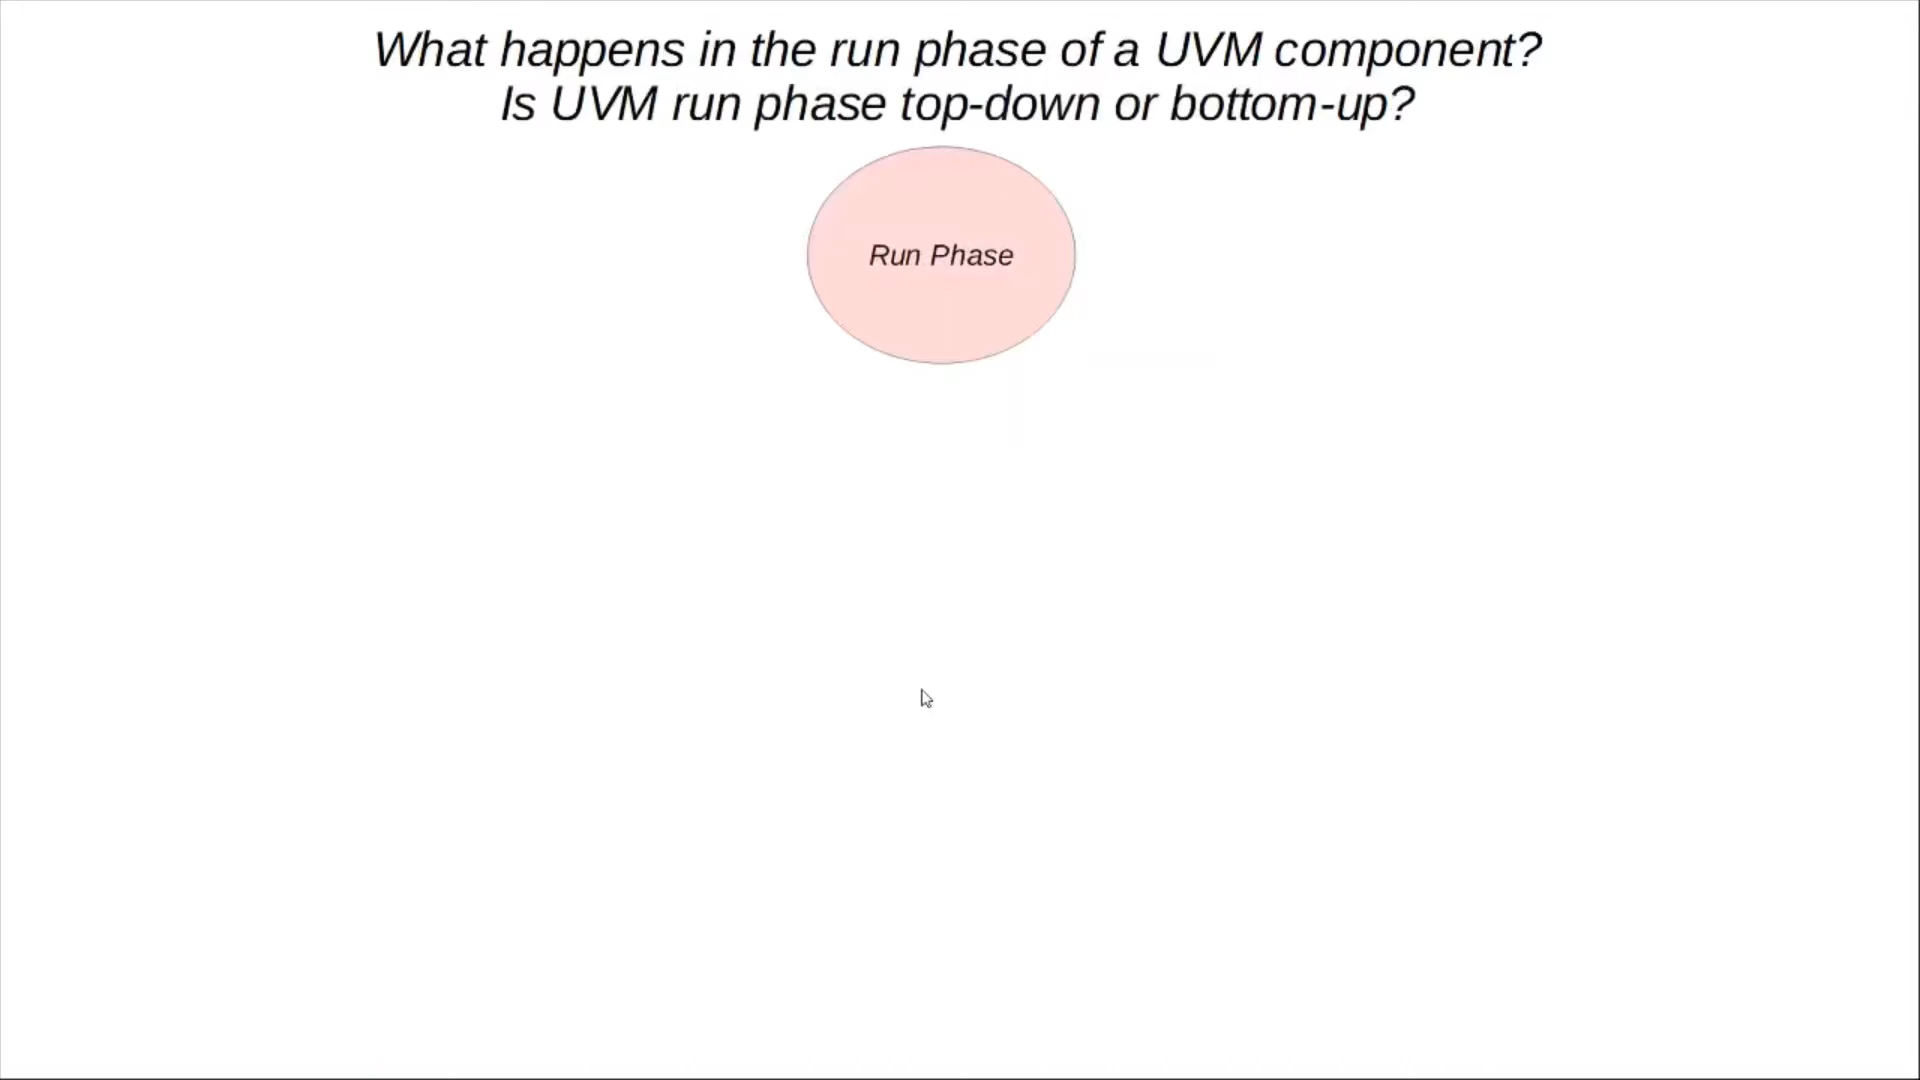 What happens in the run phase of a UVM component?
Is UVM run phase top-down or bottom-up?
Run Phase